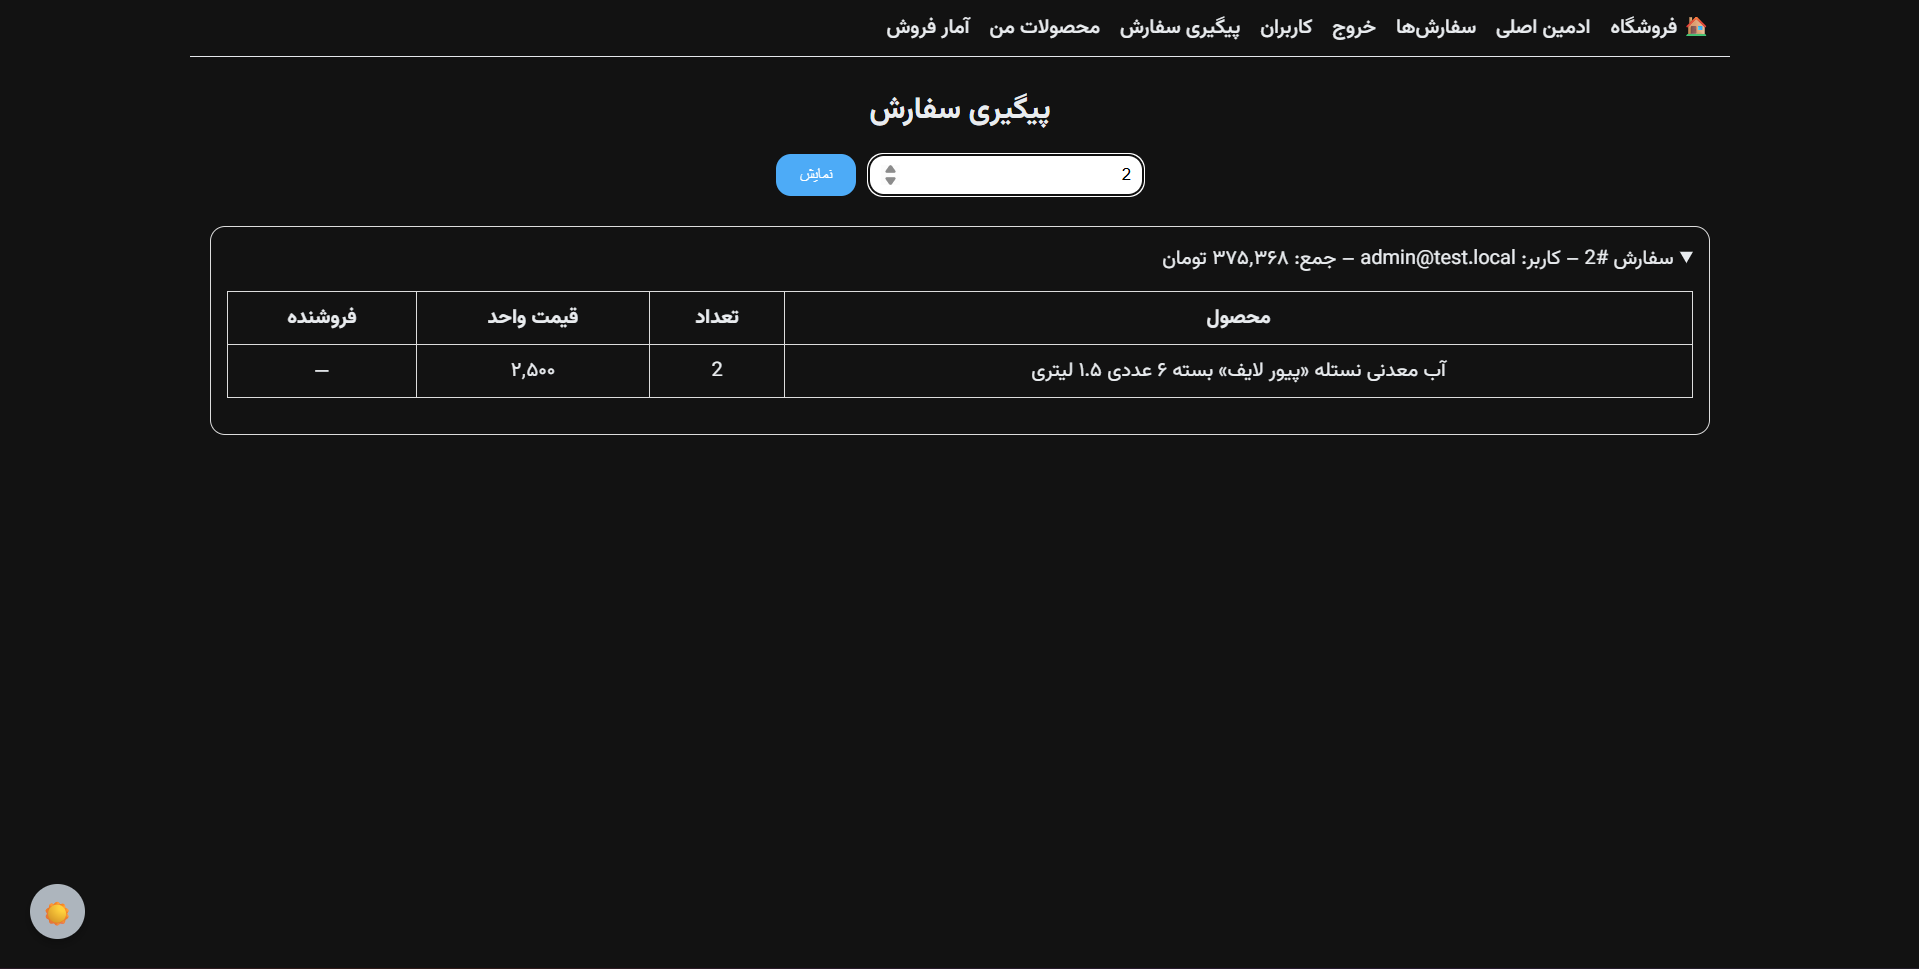 🏠 فروشگاه ادمین اصلی سفارش‌ها خروج کاربران پیگیری سفارش محصولات من آمار فروش
پیگیری سفارش
2 نمایش
▼ سفارش #2 – کاربر: admin@test.local – جمع: ۳۷۵,۳۶۸ تومان
محصول تعداد قیمت واحد فروشنده
آب معدنی نستله «پیور لایف» بسته ۶ عددی ۱.۵ لیتری 2 ۲,۵۰۰ —